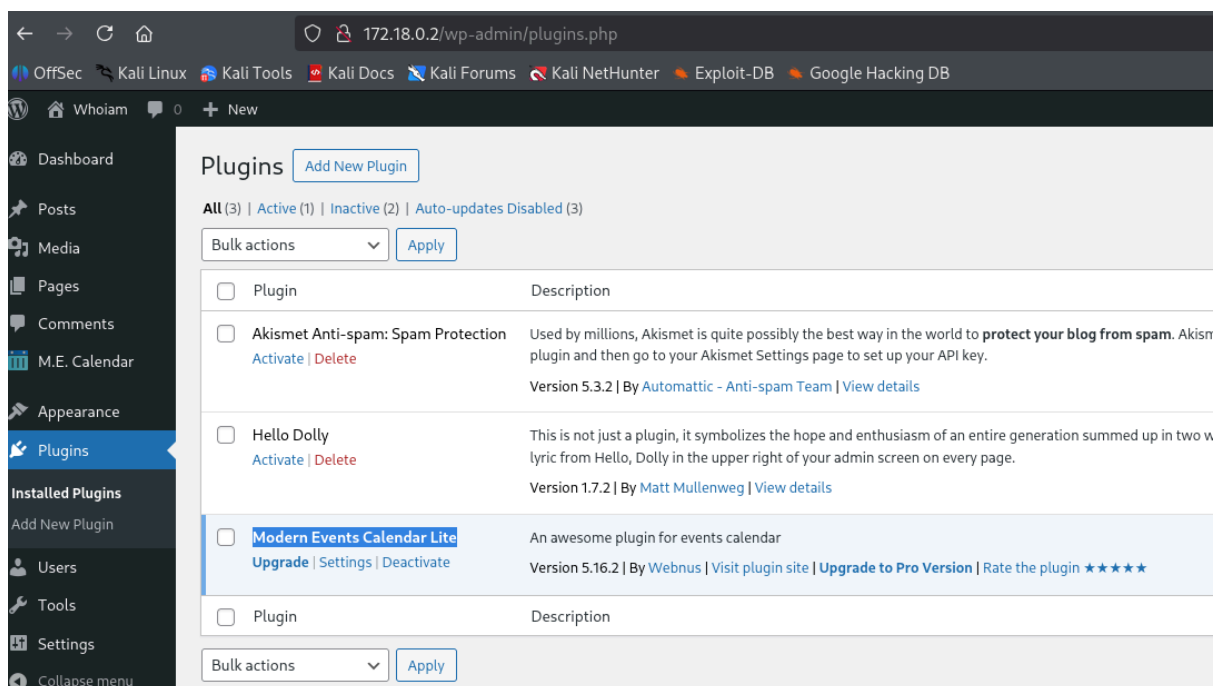 172.18.0.2/wp-admin/plugins.php
OffSec Kali Linux Kali Tools Kali Docs Kali Forums Kali NetHunter Exploit-DB Google Hacking DB
Whoiam 0 + New
Dashboard
Posts
Media
Pages
Comments
M.E. Calendar
Appearance
Plugins
Installed Plugins
Add New Plugin
Users
Tools
Settings
Collapse menu
Plugins Add New Plugin
All (3) | Active (1) | Inactive (2) | Auto-updates Disabled (3)
Bulk actions Apply
Plugin Description
Akismet Anti-spam: Spam Protection
Activate | Delete
Used by millions, Akismet is quite possibly the best way in the world to protect your blog from spam. Akism
plugin and then go to your Akismet Settings page to set up your API key.
Version 5.3.2 | By Automattic - Anti-spam Team | View details
Hello Dolly
Activate | Delete
This is not just a plugin, it symbolizes the hope and enthusiasm of an entire generation summed up in two w
lyric from Hello, Dolly in the upper right of your admin screen on every page.
Version 1.7.2 | By Matt Mullenweg | View details
Modern Events Calendar Lite
Upgrade | Settings | Deactivate
An awesome plugin for events calendar
Version 5.16.2 | By Webnus | Visit plugin site | Upgrade to Pro Version | Rate the plugin ★★★★★
Plugin Description
Bulk actions Apply